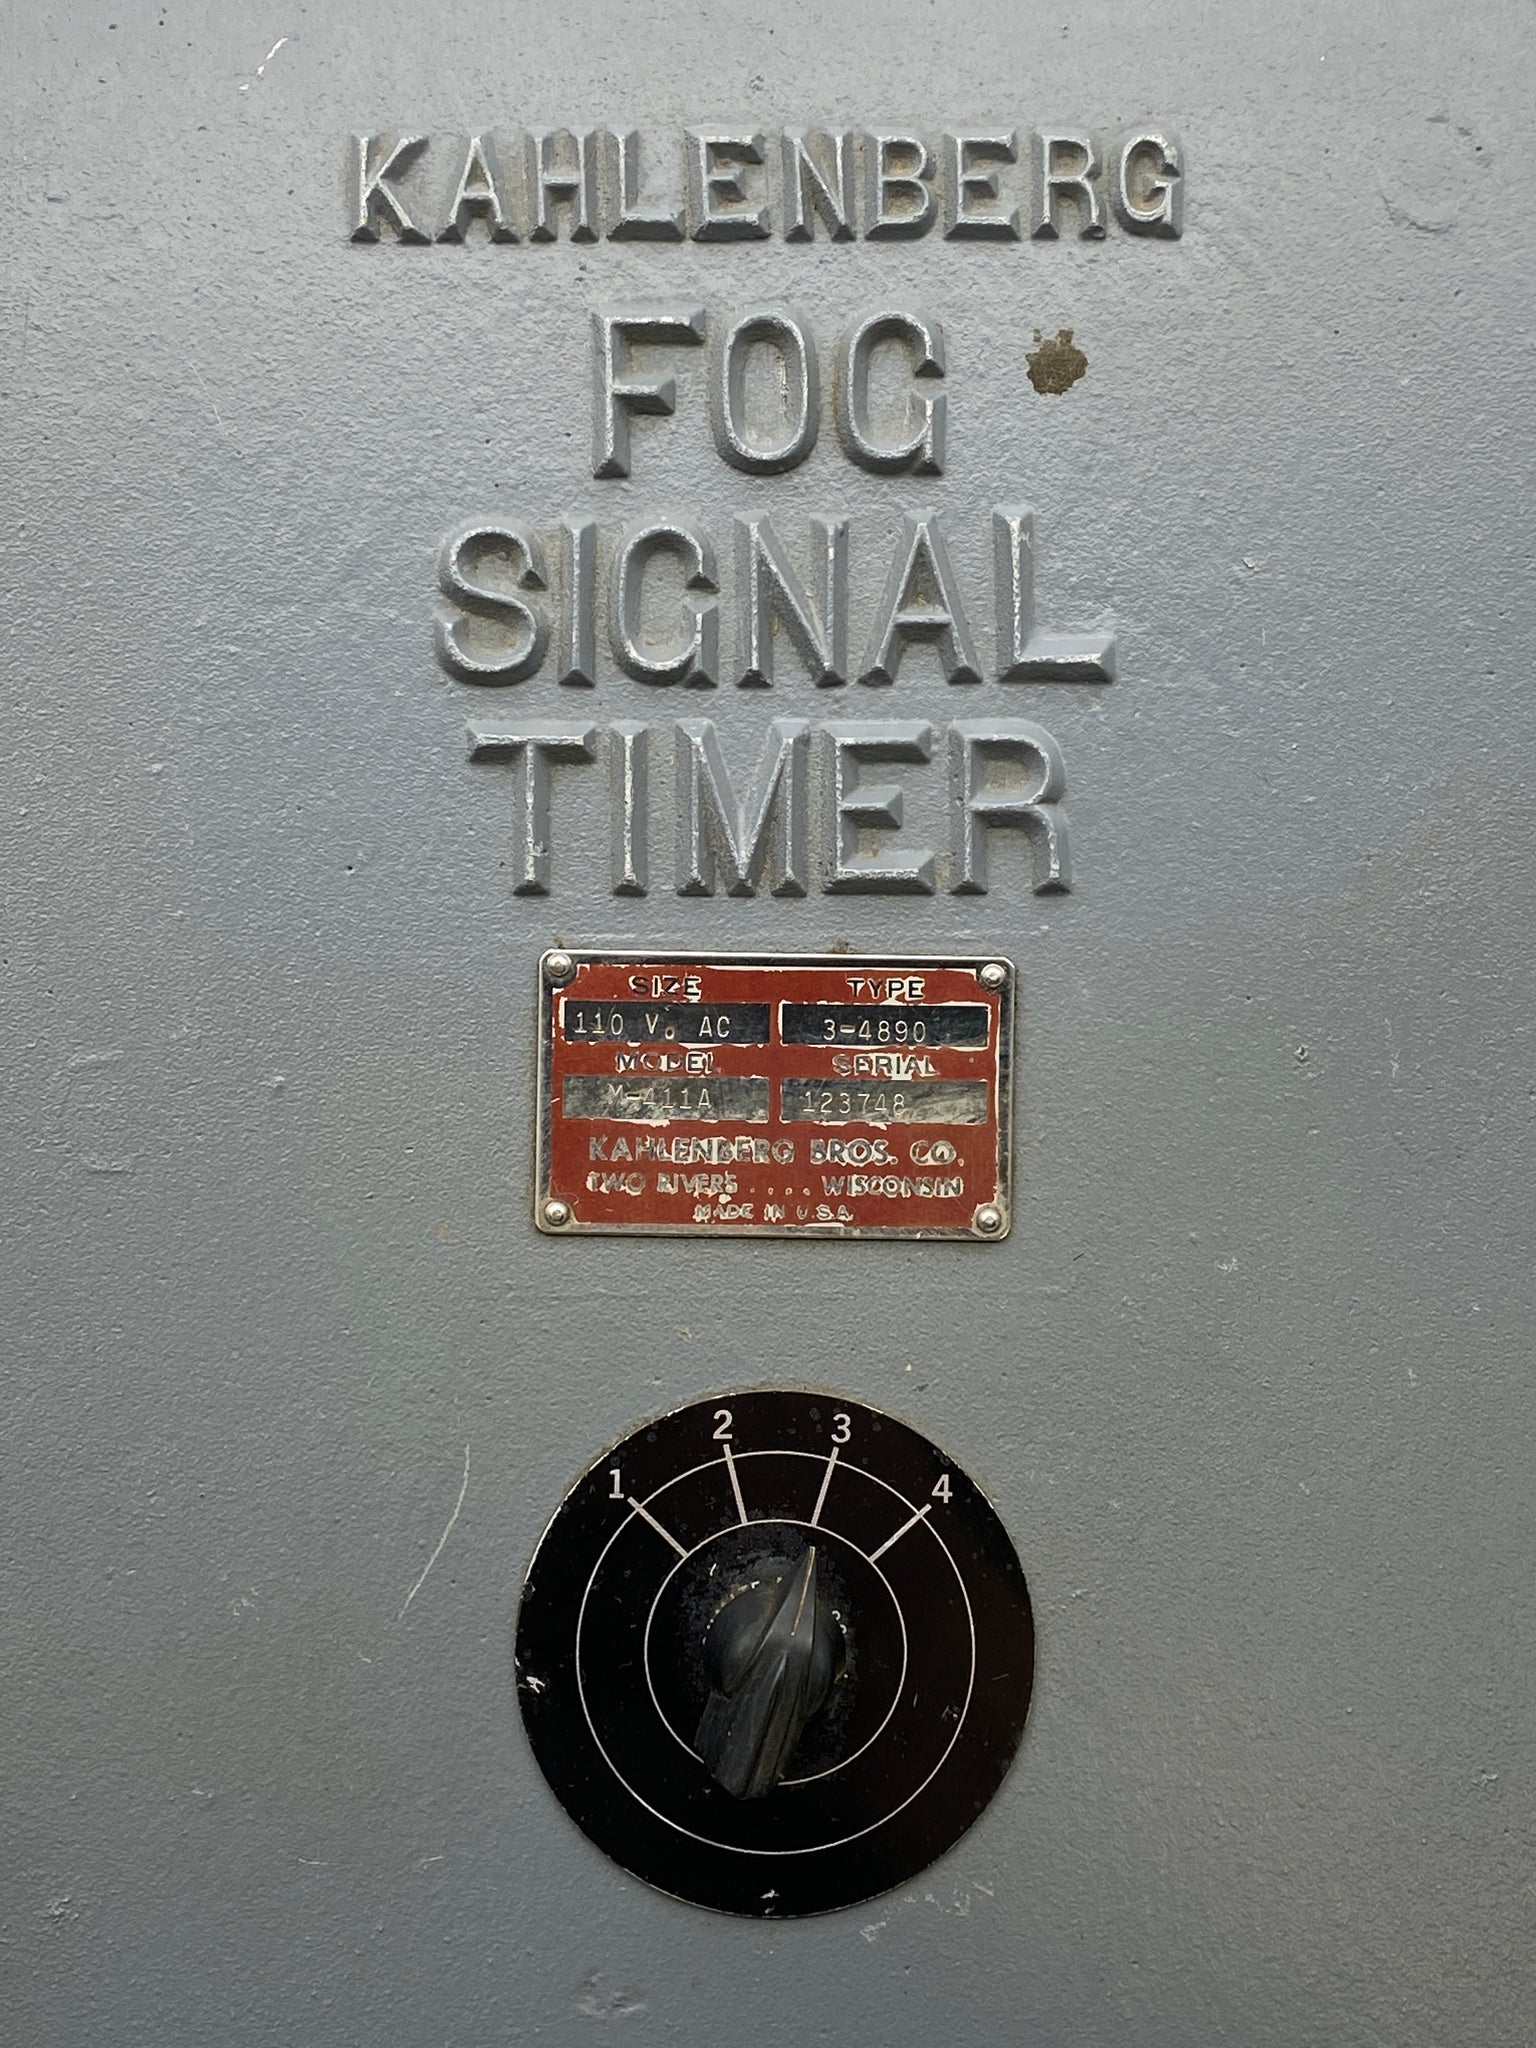 KAHLENBERG
FOG
SIGNAL
TIMER
SIZE TYPE
110 V. AC 3-4890
MODEL SERIAL
M-411A 123748
KAHLENBERG BROS. CO.
TWO RIVERS .... WISCONSIN
MADE IN U.S.A.
1 2 3 4